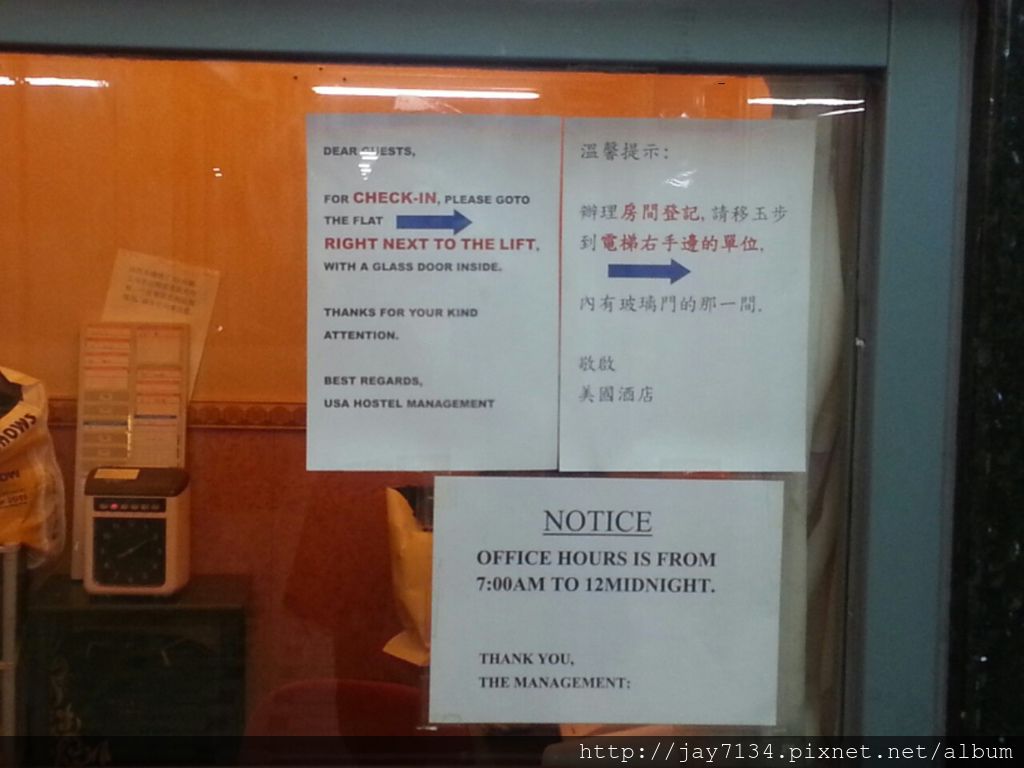 DEAR GUESTS,
FOR CHECK-IN, PLEASE GOTO
THE FLAT
RIGHT NEXT TO THE LIFT,
WITH A GLASS DOOR INSIDE.
THANKS FOR YOUR KIND
ATTENTION.
BEST REGARDS,
USA HOSTEL MANAGEMENT
溫馨提示:
辦理房間登記, 請移玉步
到電梯右手邊的單位,
內有玻璃門的那一間.
敬啟
美國酒店
NOTICE
OFFICE HOURS IS FROM
7:00AM TO 12MIDNIGHT.
THANK YOU,
THE MANAGEMENT:
http://jay7134.pixnet.net/album